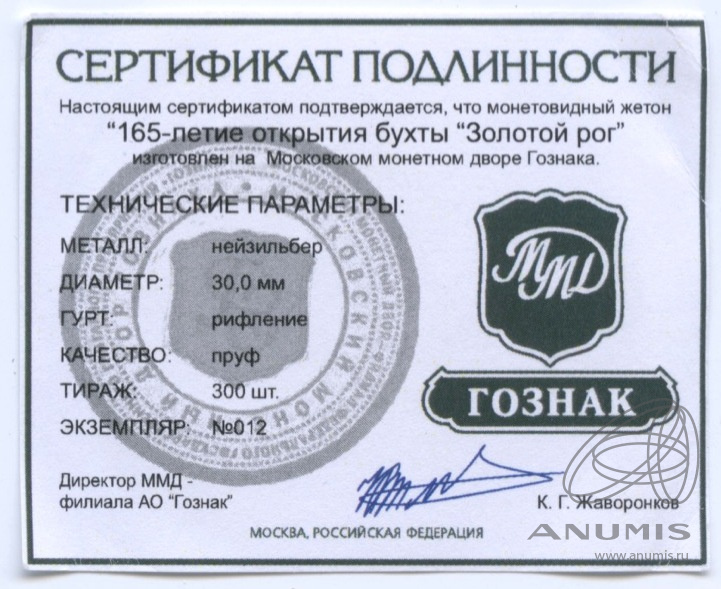 СЕРТИФИКАТ ПОДЛИННОСТИ
Настоящим сертификатом подтверждается, что монетовидный жетон
“165-летие открытия бухты “Золотой рог”
изготовлен на Московском монетном дворе Гознака.
ТЕХНИЧЕСКИЕ ПАРАМЕТРЫ:
МЕТАЛЛ: нейзильбер
ДИАМЕТР: 30,0 мм
ГУРТ: рифление
КАЧЕСТВО: пруф
ТИРАЖ: 300 шт.
ЭКЗЕМПЛЯР: №012
ММД
ГОЗНАК
Директор ММД -
филиала АО “Гознак”
К. Г. Жаворонков
МОСКВА, РОССИЙСКАЯ ФЕДЕРАЦИЯ
ANUMIS
www.anumis.ru